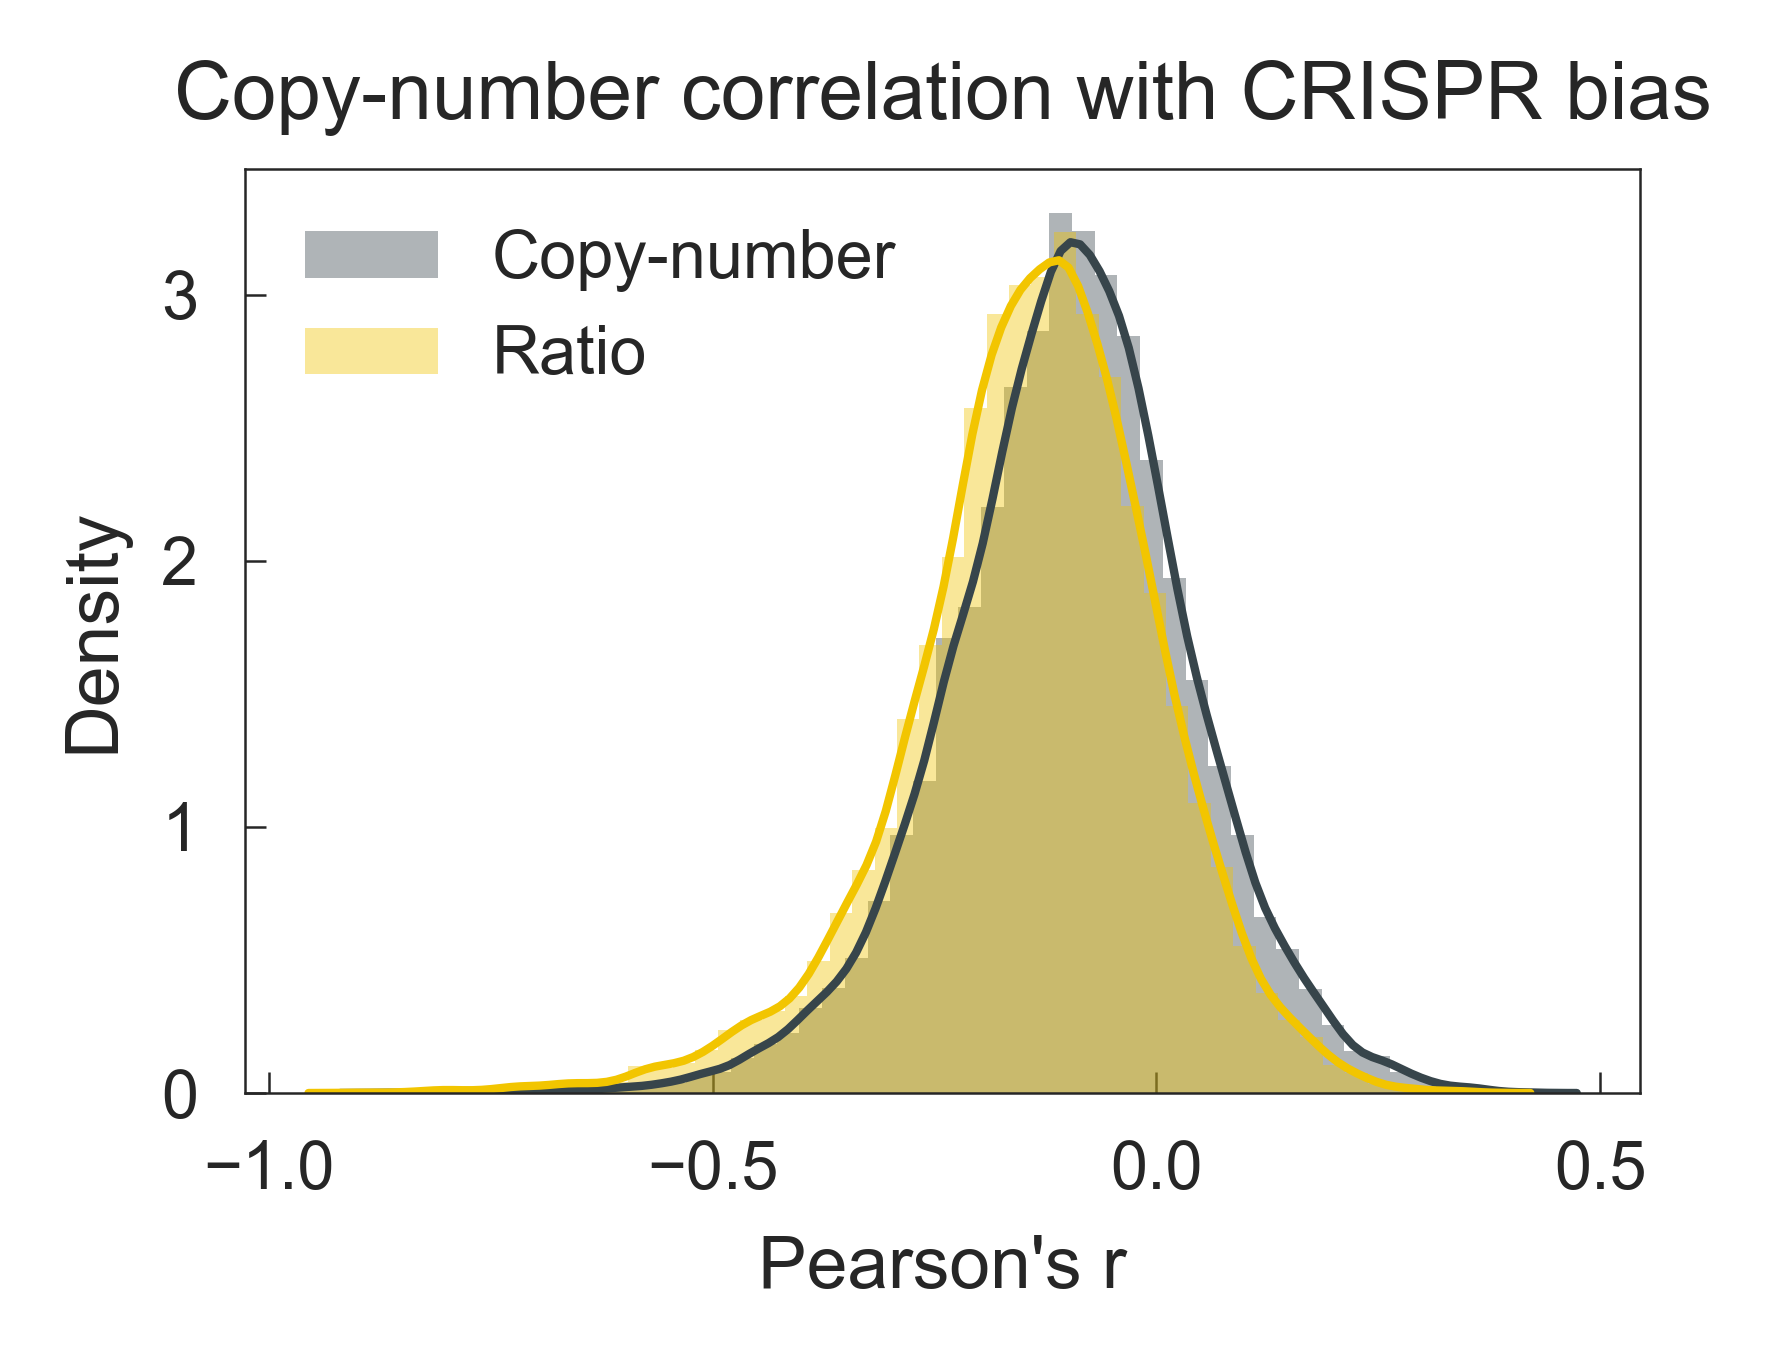 Copy-number correlation with CRISPR bias
Copy-number
Ratio
3
2
1
0
Density
−1.0 −0.5 0.0 0.5
Pearson's r